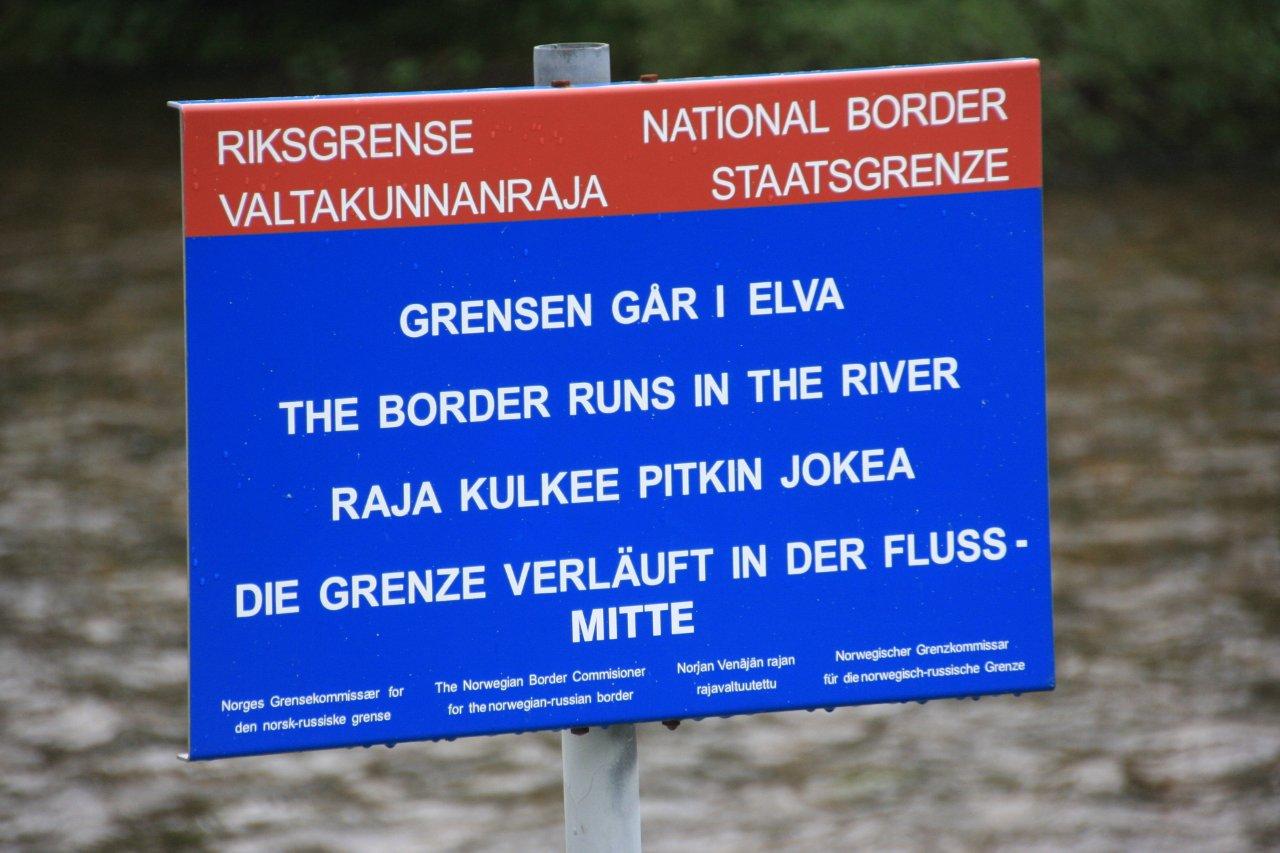 RIKSGRENSE
VALTAKUNNANRAJA
NATIONAL BORDER
STAATSGRENZE
GRENSEN GÅR I ELVA
THE BORDER RUNS IN THE RIVER
RAJA KULKEE PITKIN JOKEA
DIE GRENZE VERLÄUFT IN DER FLUSS-
MITTE
Norges Grensekommissær for
den norsk-russiske grense
The Norwegian Border Commisioner
for the norwegian-russian border
Norjan Venäjän rajan
rajavaltuutettu
Norwegischer Grenzkommissar
für die norwegisch-russische Grenze